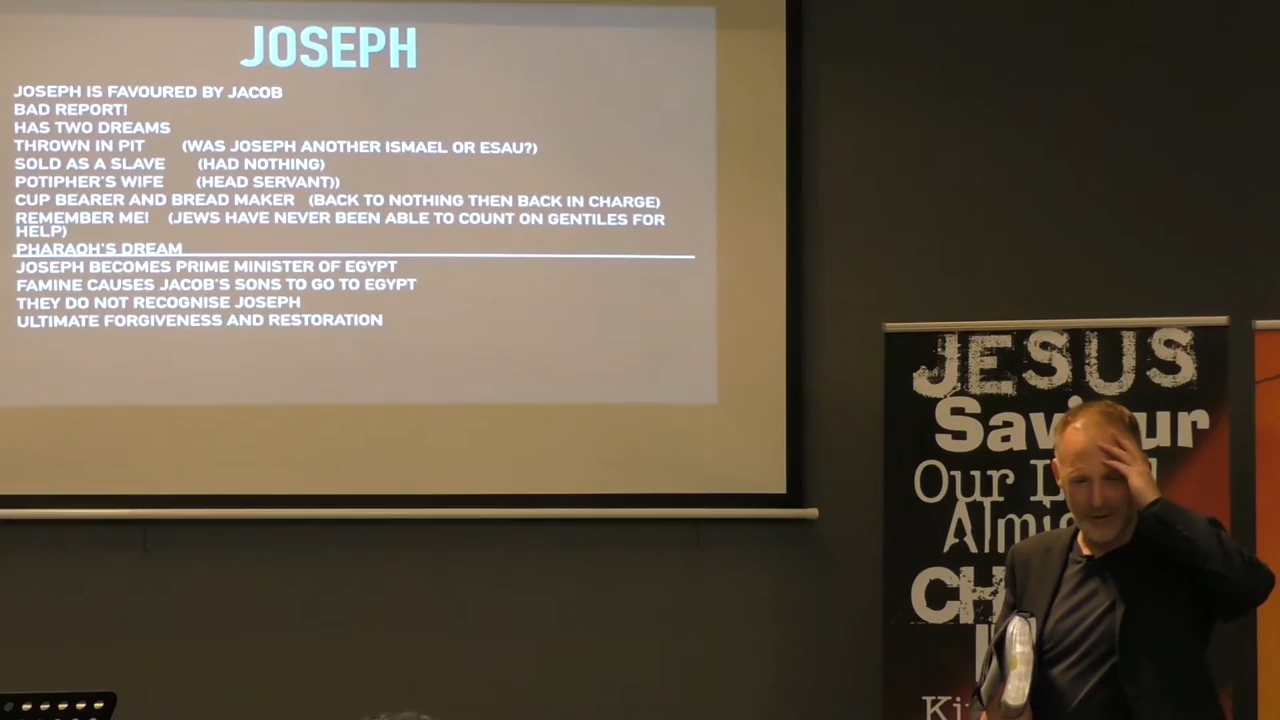 JOSEPH
JOSEPH IS FAVOURED BY JACOB
BAD REPORT!
HAS TWO DREAMS
THROWN IN PIT (WAS JOSEPH ANOTHER ISMAEL OR ESAU?)
SOLD AS A SLAVE (HAD NOTHING)
POTIPHER'S WIFE (HEAD SERVANT))
CUP BEARER AND BREAD MAKER (BACK TO NOTHING THEN BACK IN CHARGE)
REMEMBER ME! (JEWS HAVE NEVER BEEN ABLE TO COUNT ON GENTILES FOR
HELP)
PHARAOH'S DREAM
JOSEPH BECOMES PRIME MINISTER OF EGYPT
FAMINE CAUSES JACOB'S SONS TO GO TO EGYPT
THEY DO NOT RECOGNISE JOSEPH
ULTIMATE FORGIVENESS AND RESTORATION
JESUS
Our